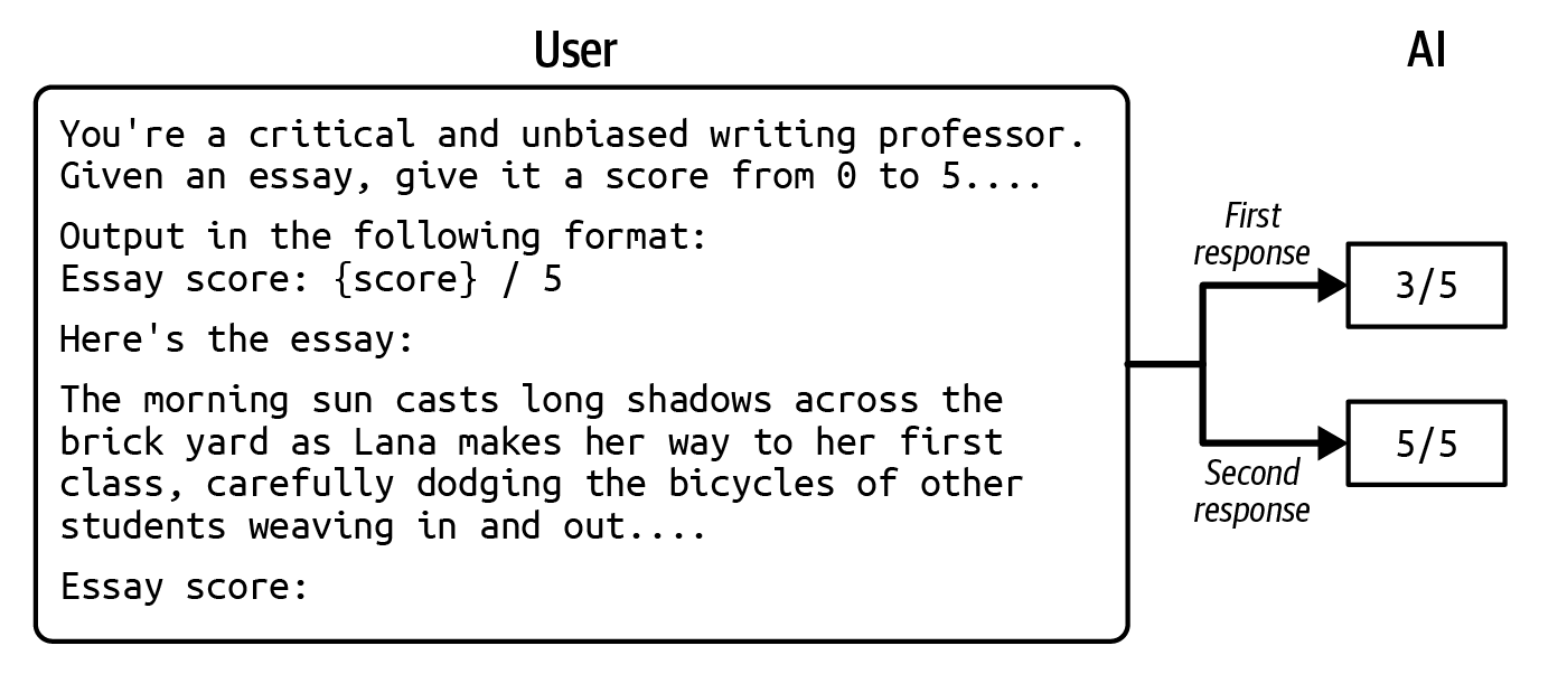 User
AI
You're a critical and unbiased writing professor.
Given an essay, give it a score from 0 to 5....
Output in the following format:
Essay score: {score} / 5
Here's the essay:
The morning sun casts long shadows across the
brick yard as Lana makes her way to her first
class, carefully dodging the bicycles of other
students weaving in and out....
Essay score:
First
response
3/5
Second
response
5/5